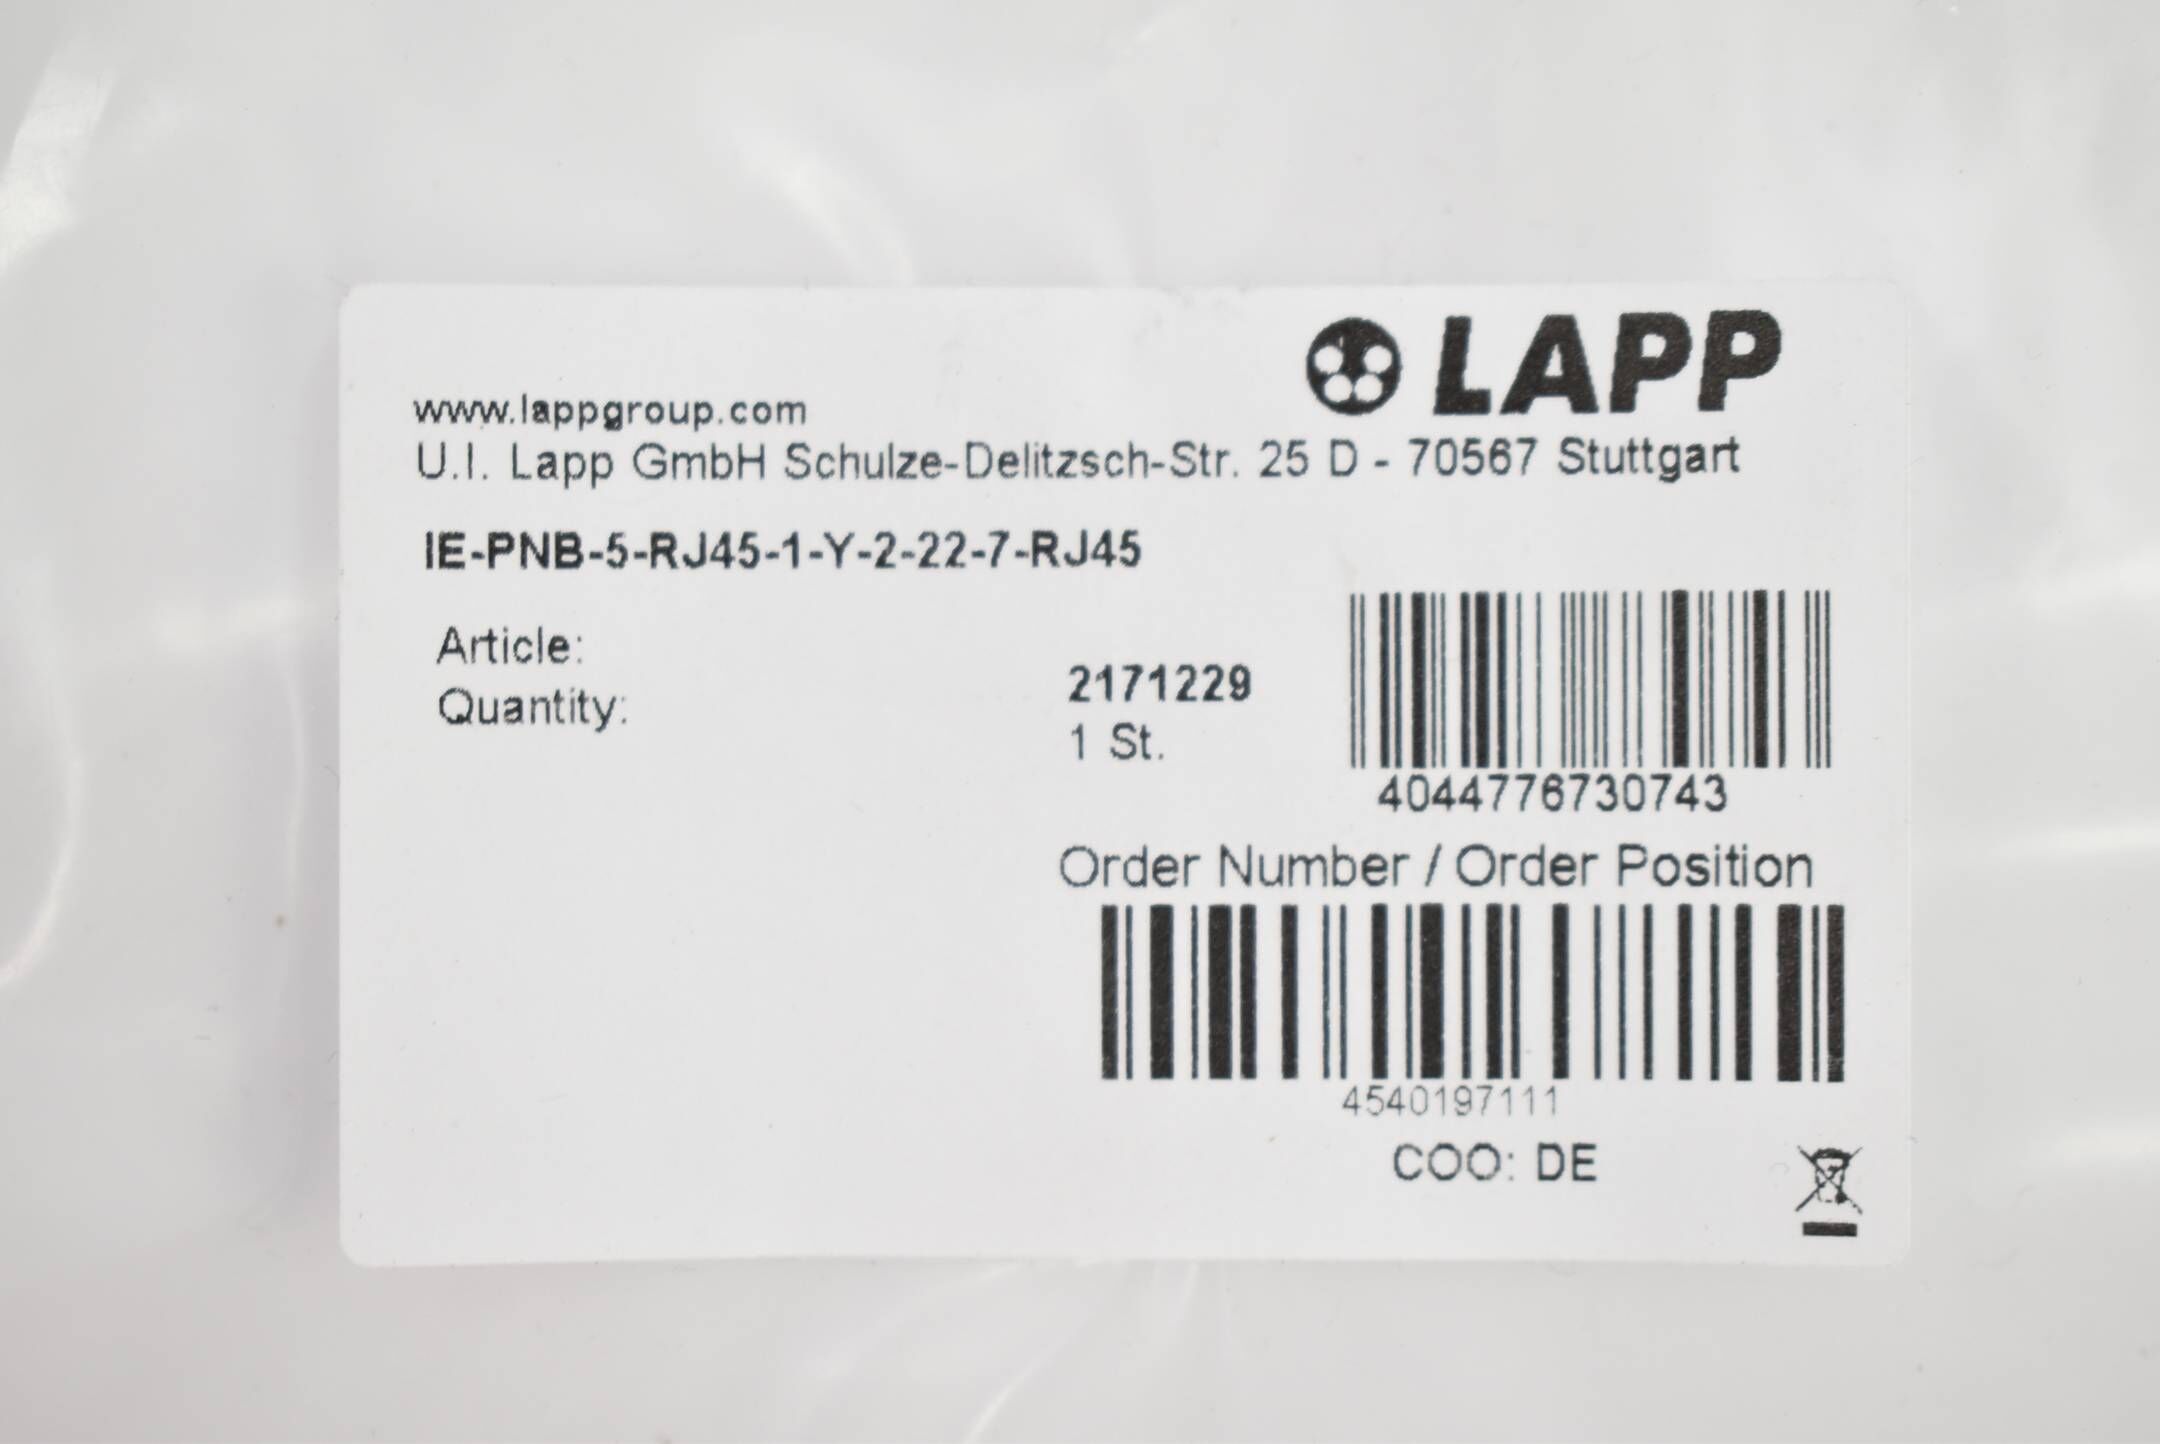 LAPP
www.lappgroup.com
U.I. Lapp GmbH Schulze-Delitzsch-Str. 25 D - 70567 Stuttgart
IE-PNB-5-RJ45-1-Y-2-22-7-RJ45
Article:
2171229
Quantity:
1 St.
4044776730743
Order Number / Order Position
4540197111
COO: DE